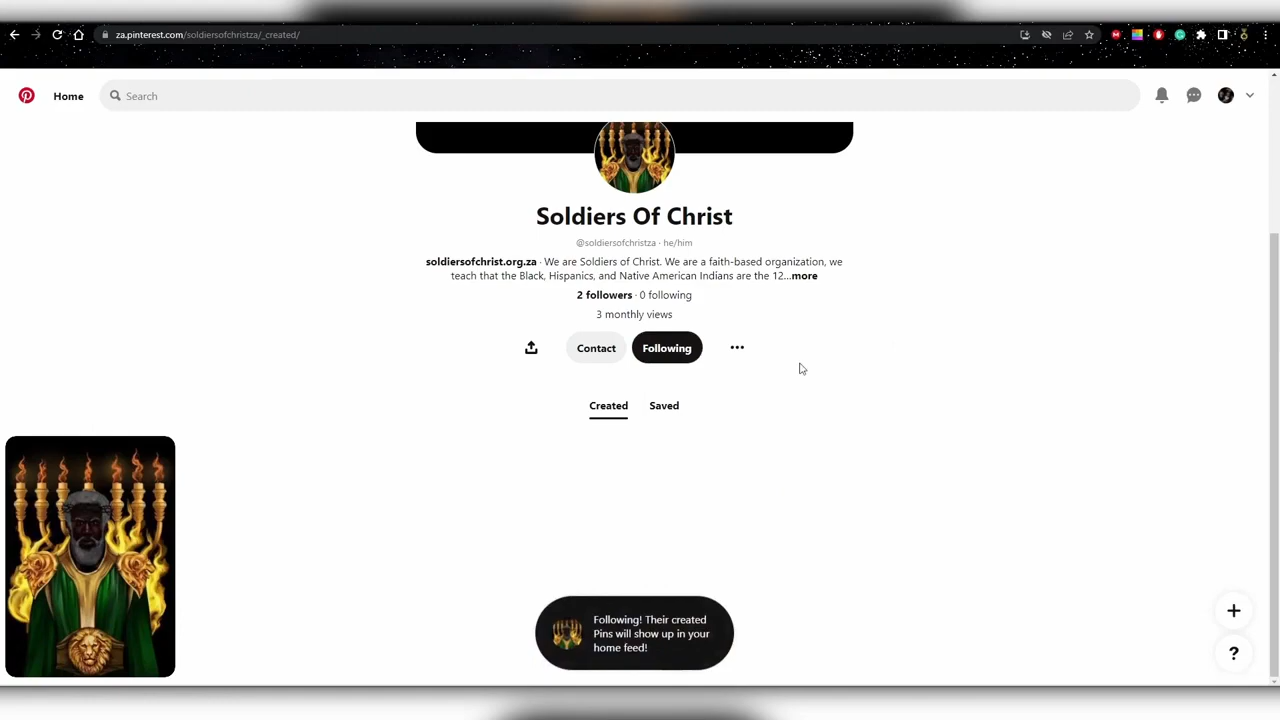 za.pinterest.com/soldiersofchristza/_created/
Home
Search
Soldiers Of Christ
@soldiersofchristza · he/him
soldiersofchrist.org.za · We are Soldiers of Christ. We are a faith-based organization, we
teach that the Black, Hispanics, and Native American Indians are the 12...more
2 followers · 0 following
3 monthly views
Contact
Following
Created
Saved
Following! Their created
Pins will show up in your
home feed!